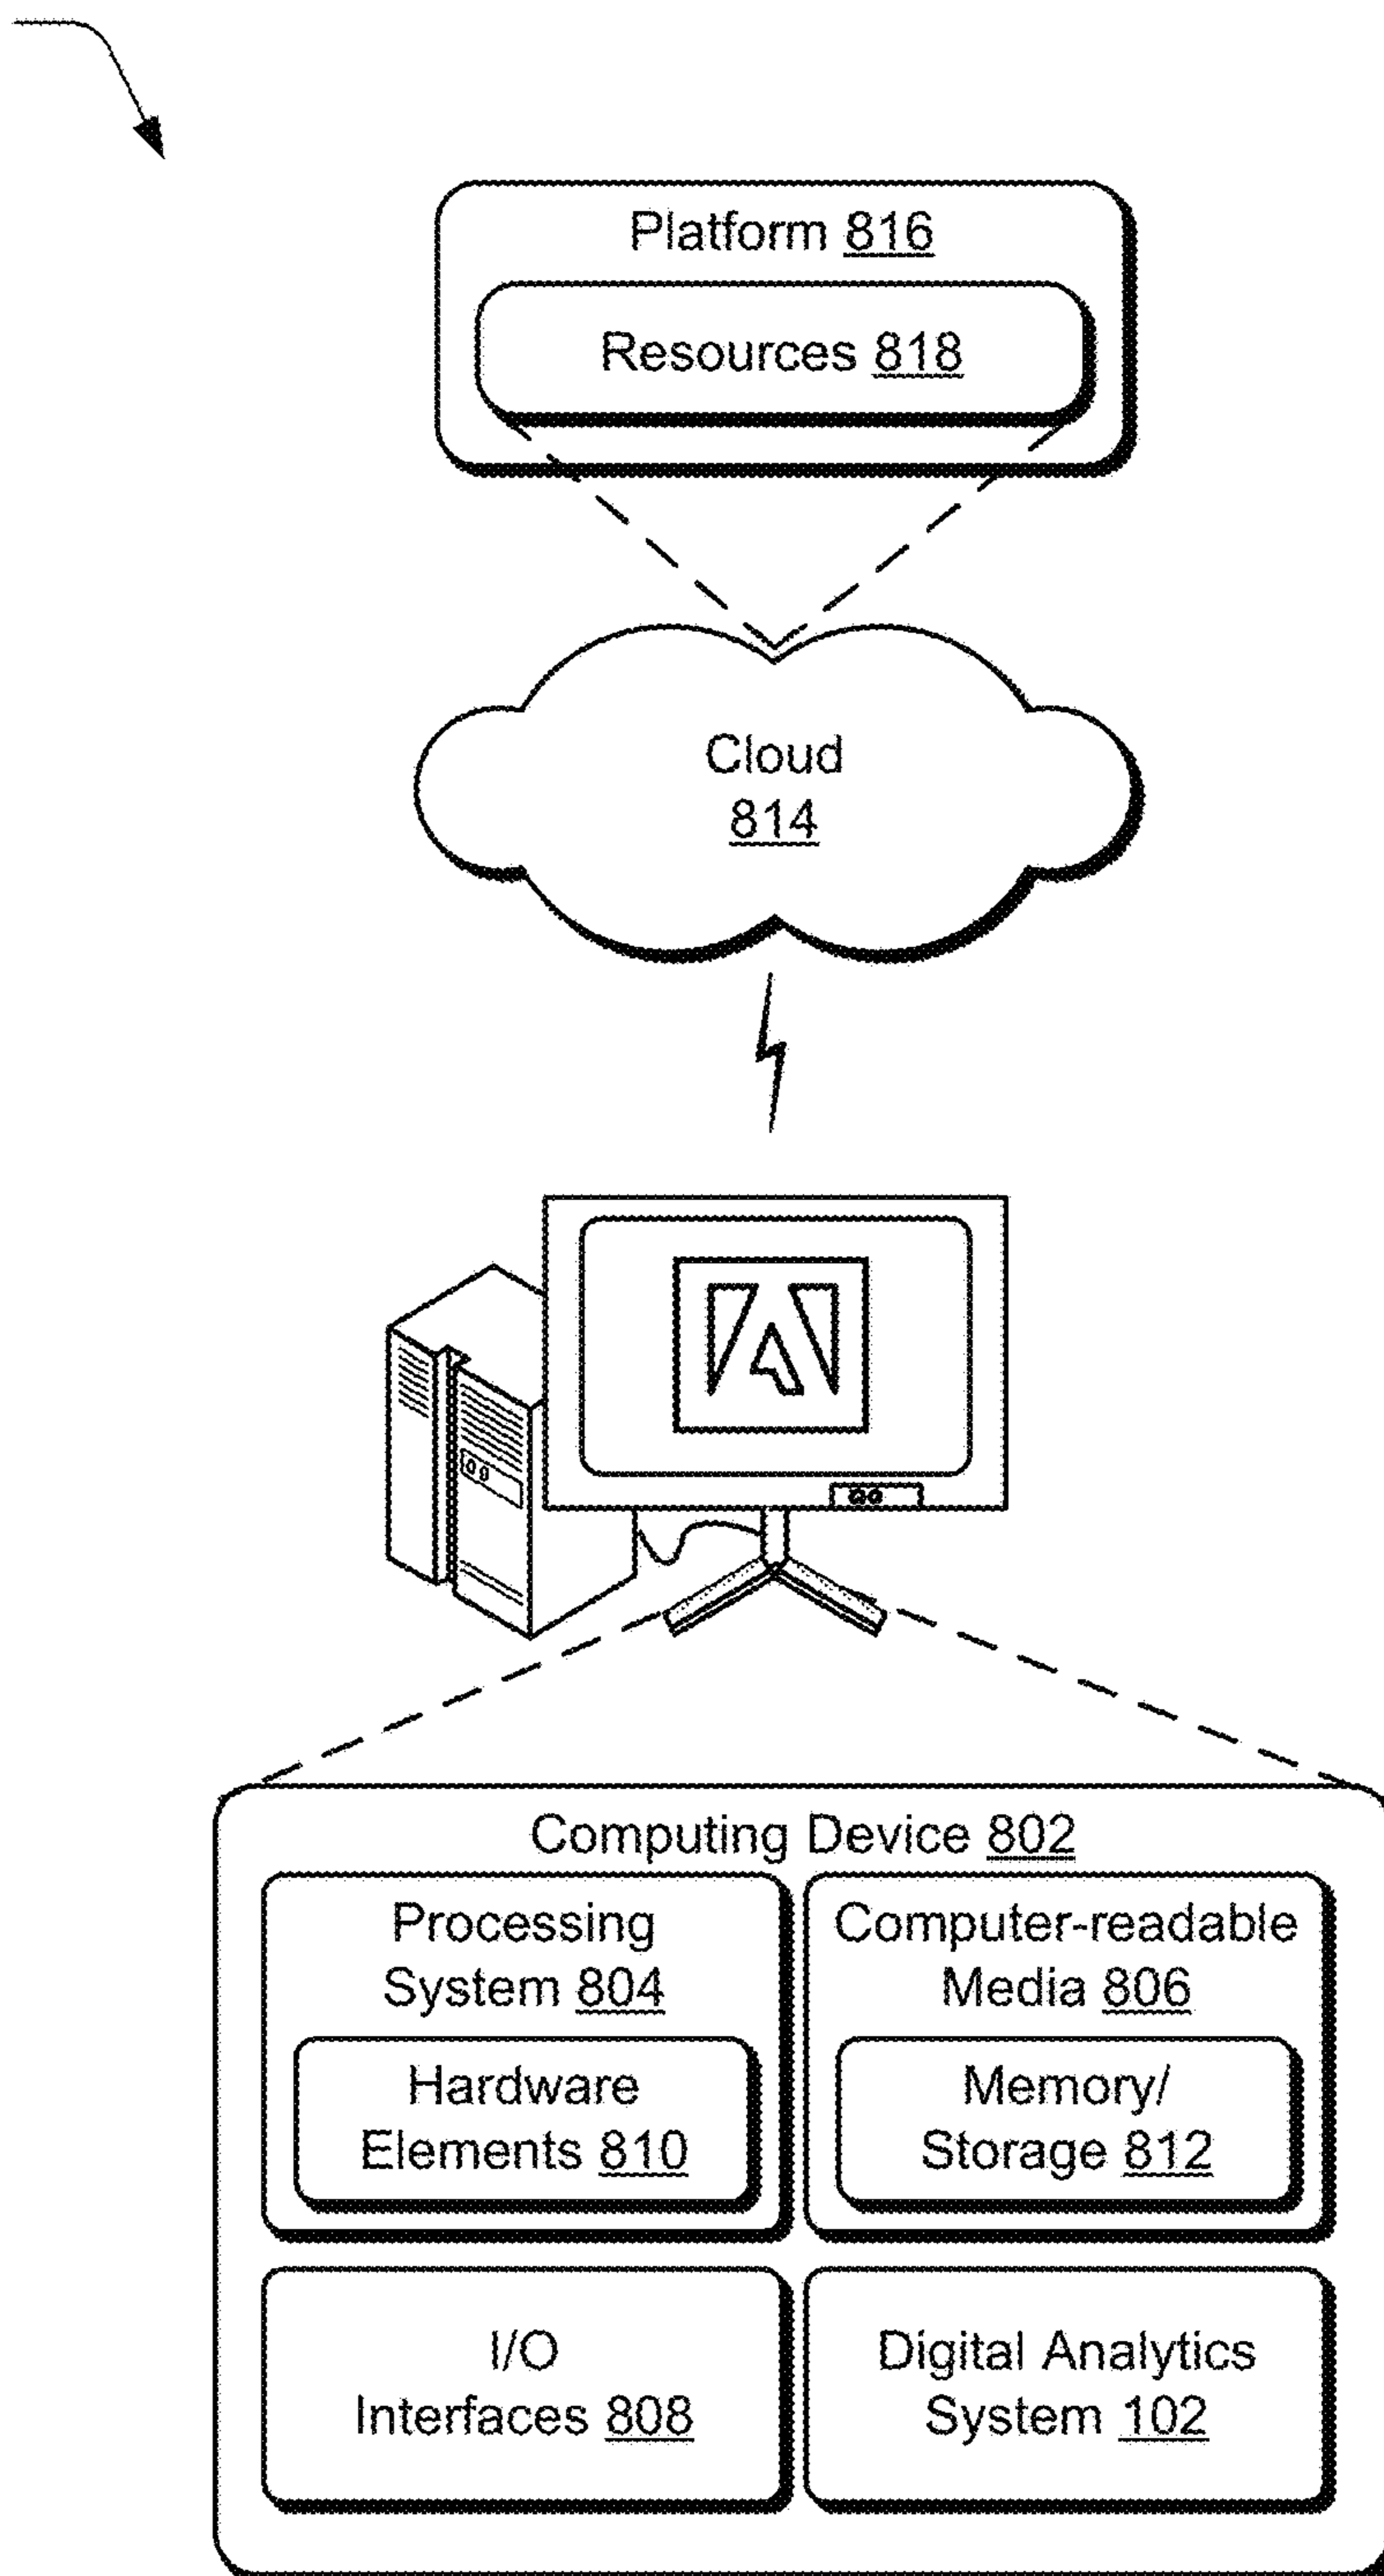 Platform 816
Resources 818
Cloud
814
Computing Device 802
Processing
System 804
Hardware
Elements 810
Computer-readable
Media 806
Memory/
Storage 812
I/O
Interfaces 808
Digital Analytics
System 102